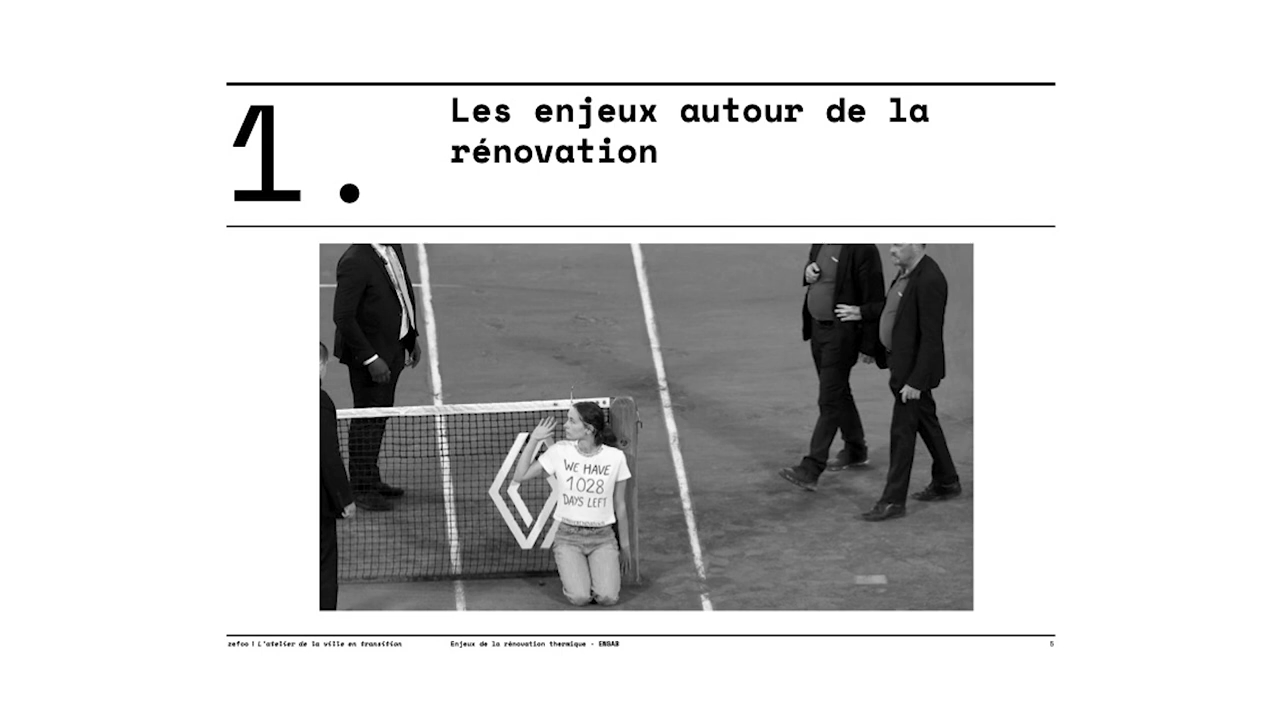 1.
Les enjeux autour de la
rénovation
WE HAVE
1028
DAYS LEFT
zefco | L'atelier de la ville en transition
Enjeux de la rénovation thermique - ENSAB
5